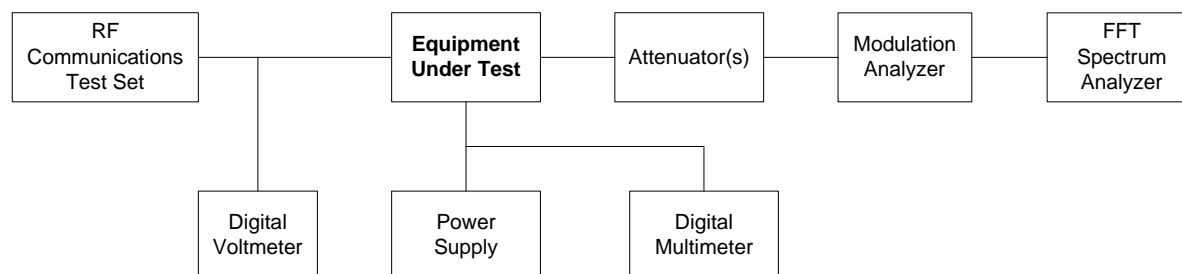 RF
Communications
Test Set
Equipment
Under Test
Attenuator(s)
Modulation
Analyzer
FFT
Spectrum
Analyzer
Digital
Voltmeter
Power
Supply
Digital
Multimeter